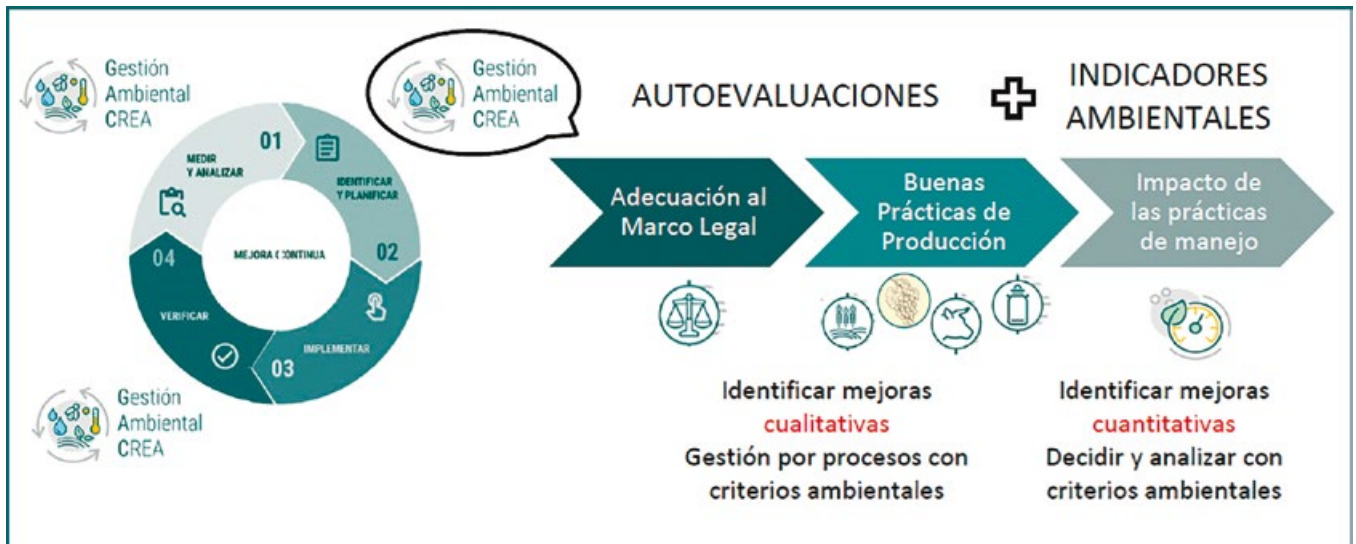 Gestión
Ambiental
CREA
01
MEDIR
Y ANALIZAR
IDENTIFICAR
Y PLANIFICAR
02
MEJORA CONTINUA
04
VERIFICAR
IMPLEMENTAR
03
Gestión
Ambiental
CREA
Gestión
Ambiental
CREA
AUTOEVALUACIONES
INDICADORES
AMBIENTALES
Adecuación al
Marco Legal
Buenas
Prácticas de
Producción
Impacto de
las prácticas
de manejo
Identificar mejoras
cualitativas
Gestión por procesos con
criterios ambientales
Identificar mejoras
cuantitativas
Decidir y analizar con
criterios ambientales